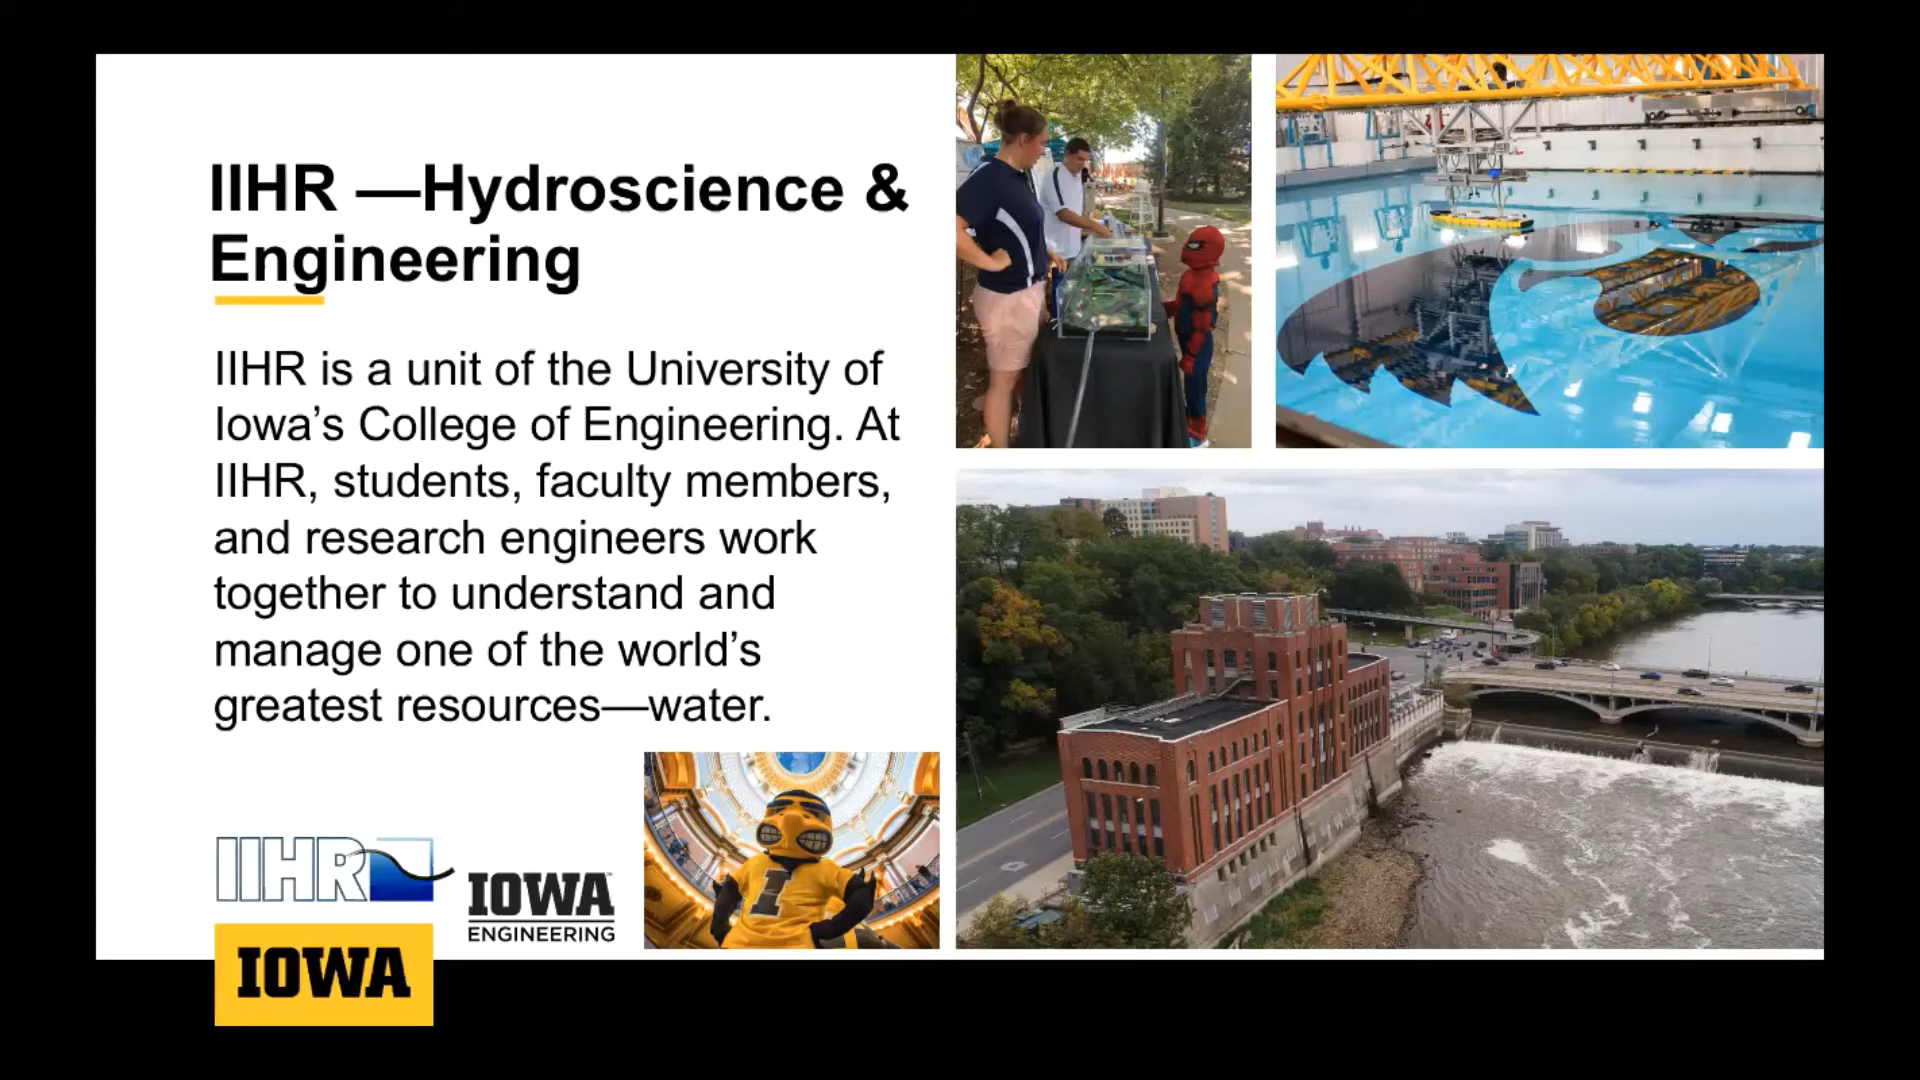 IIHR —Hydroscience &
Engineering
IIHR is a unit of the University of
Iowa’s College of Engineering. At
IIHR, students, faculty members,
and research engineers work
together to understand and
manage one of the world’s
greatest resources—water.
IIHR
IOWA
ENGINEERING
I
IOWA